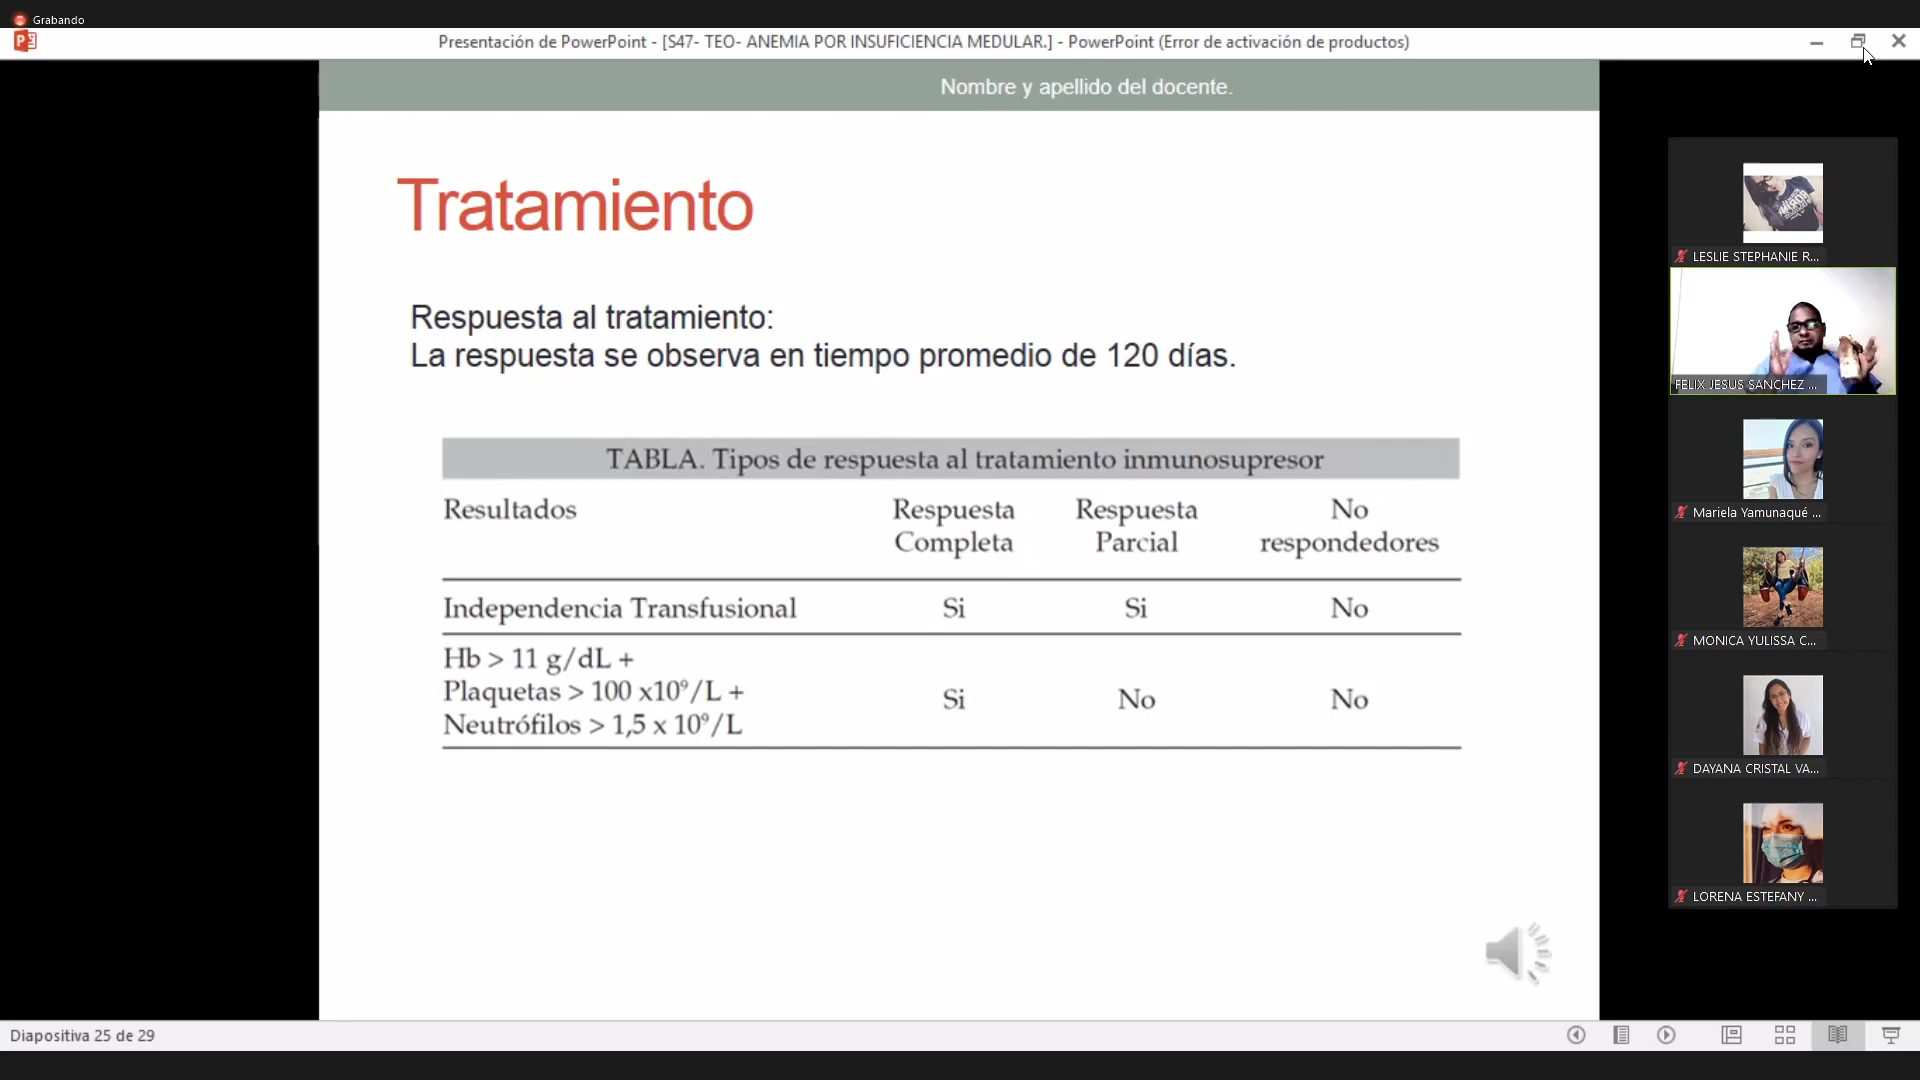 Grabando
Presentación de PowerPoint - [S47- TEO- ANEMIA POR INSUFICIENCIA MEDULAR.] - PowerPoint (Error de activación de productos)
Nombre y apellido del docente.
Tratamiento
Respuesta al tratamiento:
La respuesta se observa en tiempo promedio de 120 días.
TABLA. Tipos de respuesta al tratamiento inmunosupresor
Resultados Respuesta Completa Respuesta Parcial No respondedores
Independencia Transfusional Si Si No
Hb > 11 g/dL +
Plaquetas > 100 x10⁹/L + Si No No
Neutrófilos > 1,5 x 10⁹/L
LESLIE STEPHANIE R...
FELIX JESUS SANCHEZ ...
Mariela Yamunaqué ...
MONICA YULISSA C...
DAYANA CRISTAL VA...
LORENA ESTEFANY ...
Diapositiva 25 de 29